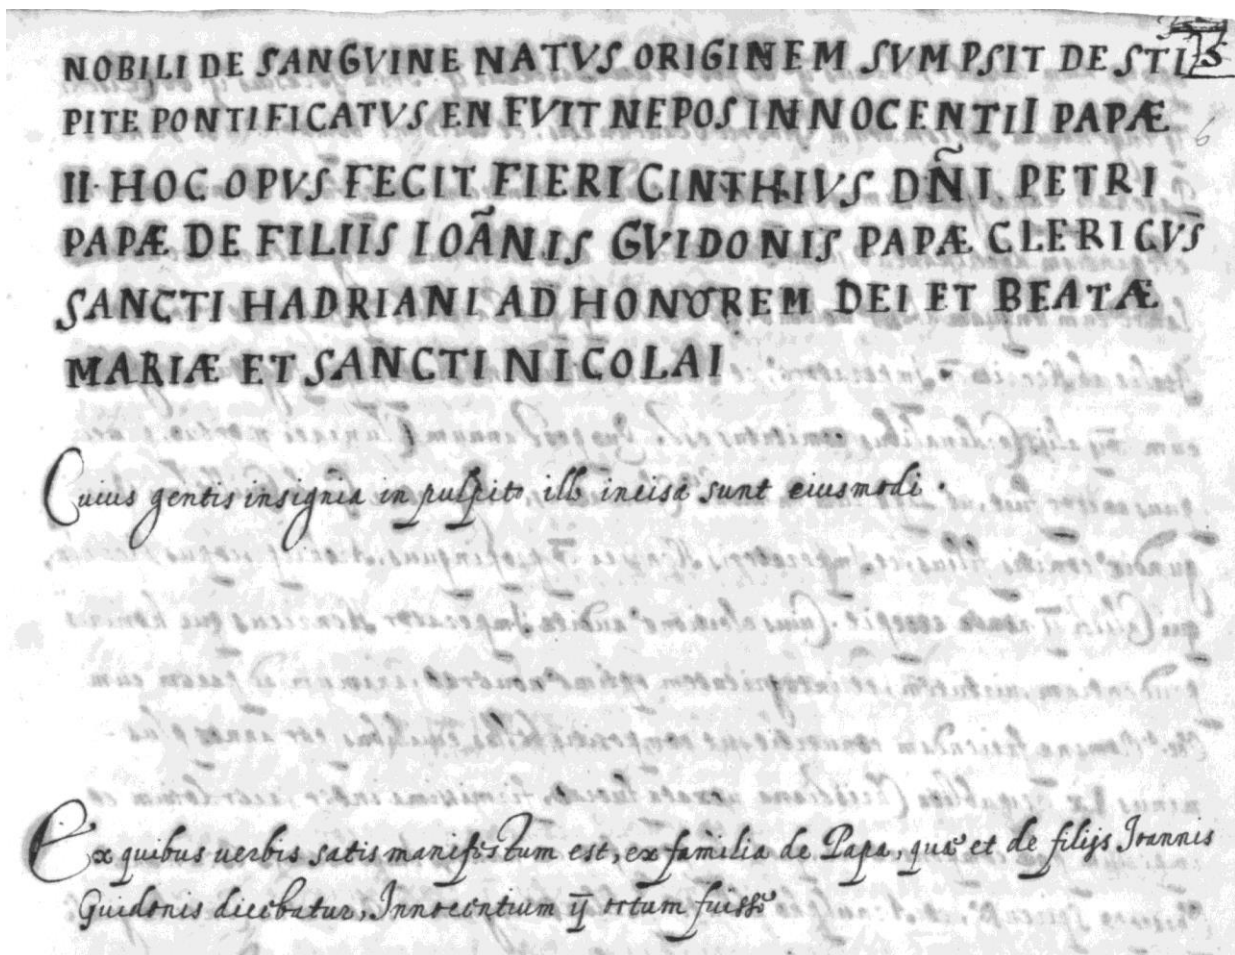 NOBILI DE SANGVINE NATVS ORIGINEM SVMPSIT DE STI
PITE PONTIFICATVS EN FVIT NEPOS INNOCENTII PAPÆ
II· HOC OPVS FECIT FIERI CINTHIVS DÑI PETRI
PAPÆ DE FILIIS IOÃNIS GVIDONIS PAPÆ CLERICVS
SANCTI HADRIANI AD HONOREM DEI ET BEATÆ
MARIÆ ET SANCTI NICOLAI
Cuius gentis insignia in pulpito illo incisa sunt eiusmodi.
Ex quibus uerbis satis manifestum est, ex familia de Papa, quæ et de filijs Ioannis
Guidonis dicebatur, Innocentium ij ortum fuisse